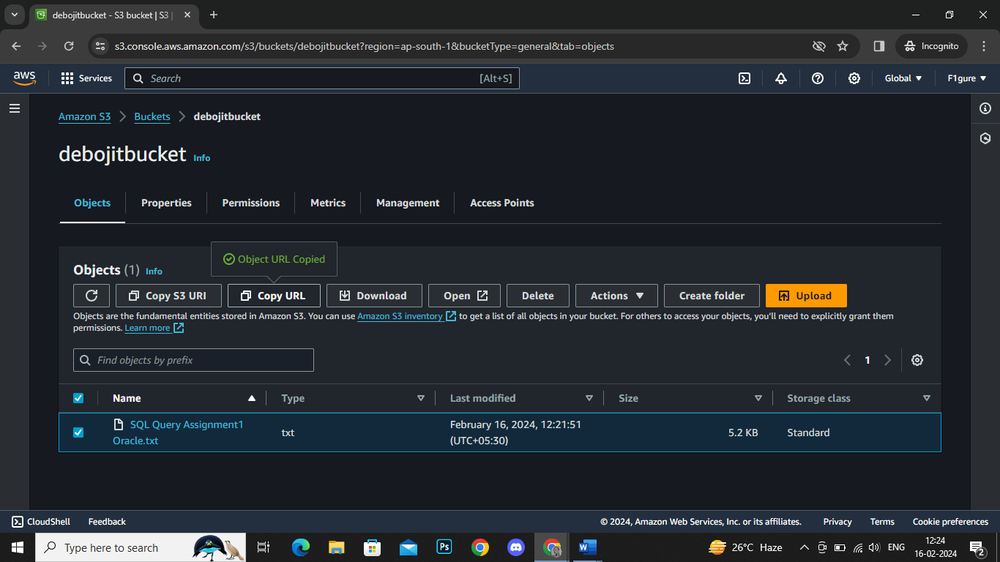 debojitbucket - S3 bucket | S3 |
s3.console.aws.amazon.com/s3/buckets/debojitbucket?region=ap-south-1&bucketType=general&tab=objects
Incognito
aws
Services
Search
[Alt+S]
Global
F1gure
Amazon S3
Buckets
debojitbucket
debojitbucket
Info
Objects
Properties
Permissions
Metrics
Management
Access Points
Object URL Copied
Objects (1) Info
Copy S3 URI
Copy URL
Download
Open
Delete
Actions
Create folder
Upload
Objects are the fundamental entities stored in Amazon S3. You can use Amazon S3 inventory to get a list of all objects in your bucket. For others to access your objects, you'll need to explicitly grant them
permissions. Learn more
Find objects by prefix
1
Name
Type
Last modified
Size
Storage class
SQL Query Assignment1
Oracle.txt
txt
February 16, 2024, 12:21:51
(UTC+05:30)
5.2 KB
Standard
CloudShell
Feedback
© 2024, Amazon Web Services, Inc. or its affiliates.
Privacy
Terms
Cookie preferences
Type here to search
Ps
W
26°C Haze
ENG
12:24
16-02-2024
2